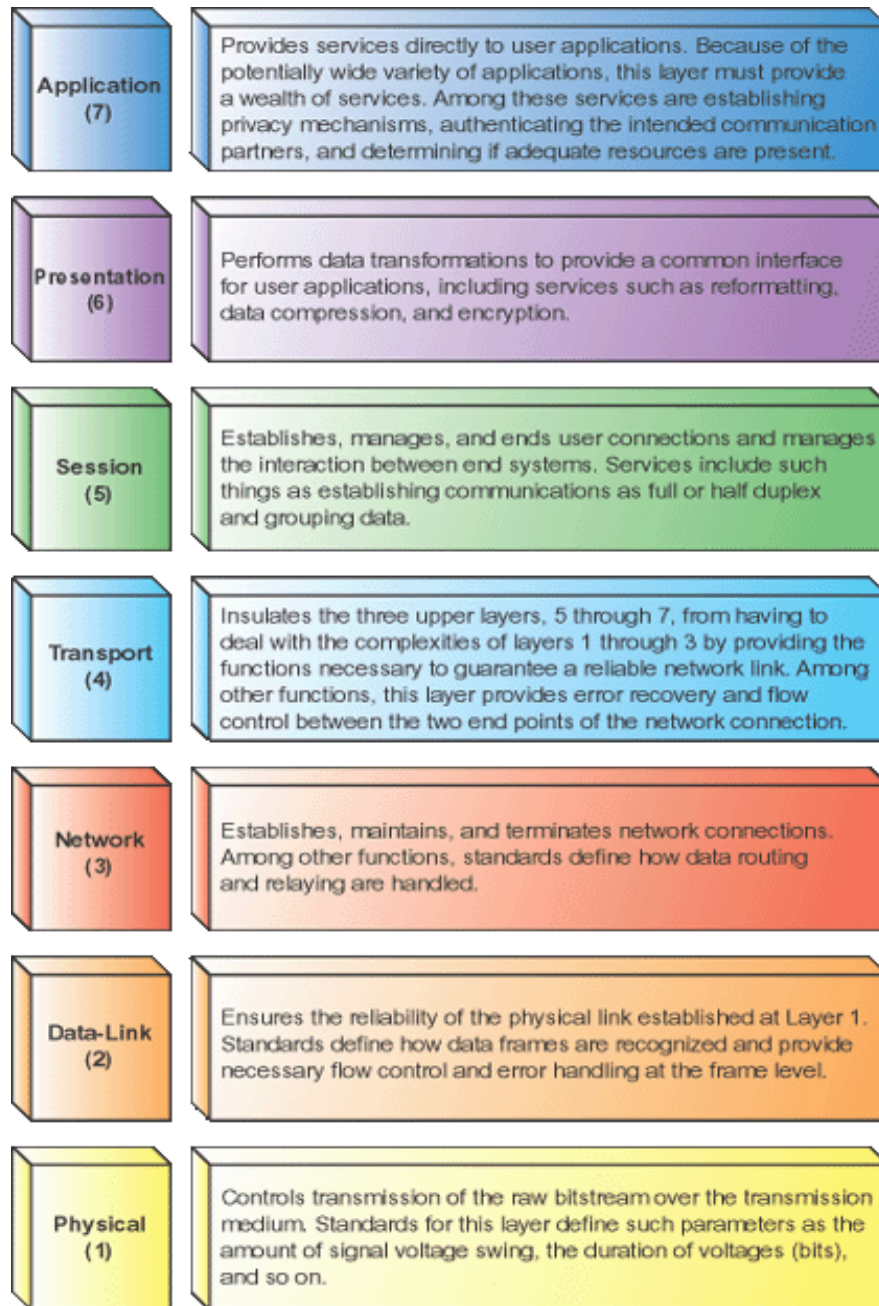 Application
(7)
Provides services directly to user applications. Because of the
potentially wide variety of applications, this layer must provide
a wealth of services. Among these services are establishing
privacy mechanisms, authenticating the intended communication
partners, and determining if adequate resources are present.
Presentation
(6)
Performs data transformations to provide a common interface
for user applications, including services such as reformatting,
data compression, and encryption.
Session
(5)
Establishes, manages, and ends user connections and manages
the interaction between end systems. Services include such
things as establishing communications as full or half duplex
and grouping data.
Transport
(4)
Insulates the three upper layers, 5 through 7, from having to
deal with the complexities of layers 1 through 3 by providing the
functions necessary to guarantee a reliable network link. Among
other functions, this layer provides error recovery and flow
control between the two end points of the network connection.
Network
(3)
Establishes, maintains, and terminates network connections.
Among other functions, standards define how data routing
and relaying are handled.
Data-Link
(2)
Ensures the reliability of the physical link established at Layer 1.
Standards define how data frames are recognized and provide
necessary flow control and error handling at the frame level.
Physical
(1)
Controls transmission of the raw bitstream over the transmission
medium. Standards for this layer define such parameters as the
amount of signal voltage swing, the duration of voltages (bits),
and so on.